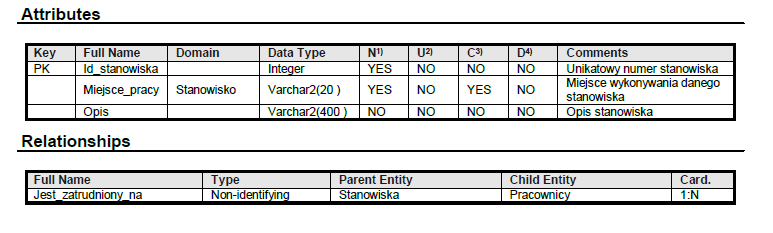 Attributes
Key Full Name Domain Data Type N1) U2) C3) D4) Comments
PK Id_stanowiska Integer YES NO NO NO Unikatowy numer stanowiska
Miejsce_pracy Stanowisko Varchar2(20 ) YES NO YES NO Miejsce wykonywania danego
stanowiska
Opis Varchar2(400 ) NO NO NO NO Opis stanowiska
Relationships
Full Name Type Parent Entity Child Entity Card.
Jest_zatrudniony_na Non-identifying Stanowiska Pracownicy 1:N